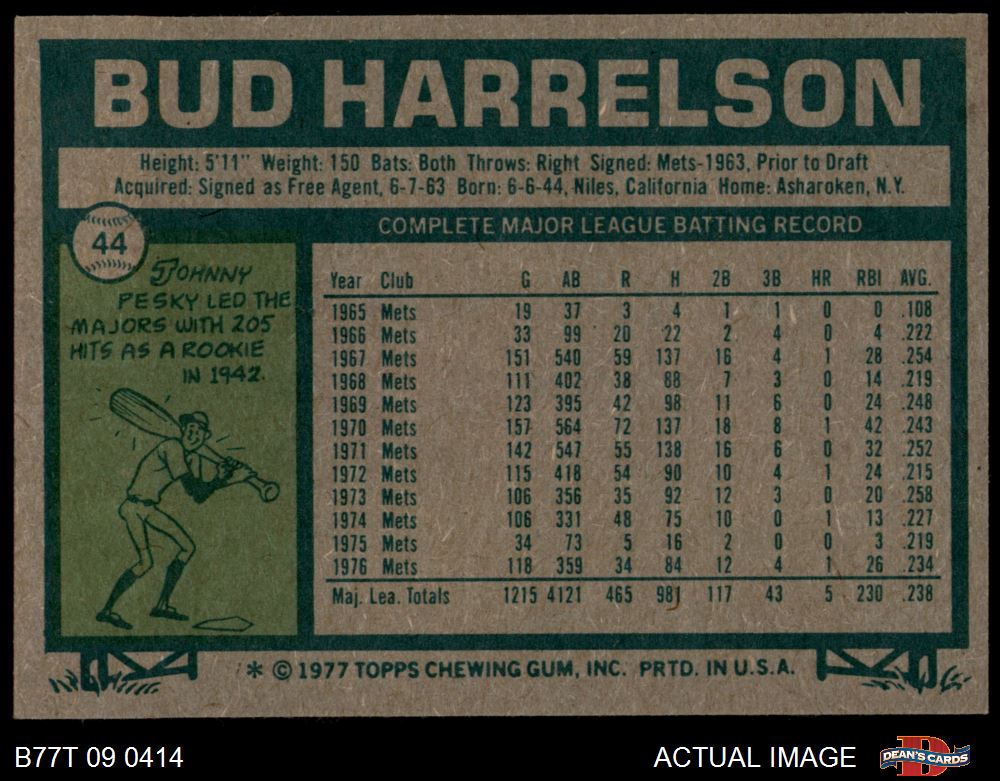 BUD HARRELSON
Height: 5'11" Weight: 150 Bats: Both Throws: Right Signed: Mets-1963, Prior to Draft
Acquired: Signed as Free Agent, 6-7-63 Born: 6-6-44, Niles, California Home: Asharoken, N.Y.
44
JOHNNY
PESKY LED THE
MAJORS WITH 205
HITS AS A ROOKIE
IN 1942.
COMPLETE MAJOR LEAGUE BATTING RECORD
Year Club G AB R H 2B 3B HR RBI AVG.
1965 Mets 19 37 3 4 1 1 0 0 .108
1966 Mets 33 99 20 22 2 4 0 4 .222
1967 Mets 151 540 59 137 16 4 1 28 .254
1968 Mets 111 402 38 88 7 3 0 14 .219
1969 Mets 123 395 42 98 11 6 0 24 .248
1970 Mets 157 564 72 137 18 8 1 42 .243
1971 Mets 142 547 55 138 16 6 0 32 .252
1972 Mets 115 418 54 90 10 4 1 24 .215
1973 Mets 106 356 35 92 12 3 0 20 .258
1974 Mets 106 331 48 75 10 0 1 13 .227
1975 Mets 34 73 5 16 2 0 0 3 .219
1976 Mets 118 359 34 84 12 4 1 26 .234
Maj. Lea. Totals 1215 4121 465 981 117 43 5 230 .238
* © 1977 TOPPS CHEWING GUM, INC. PRTD. IN U.S.A.
B77T 09 0414
ACTUAL IMAGE
DEAN'S CARDS